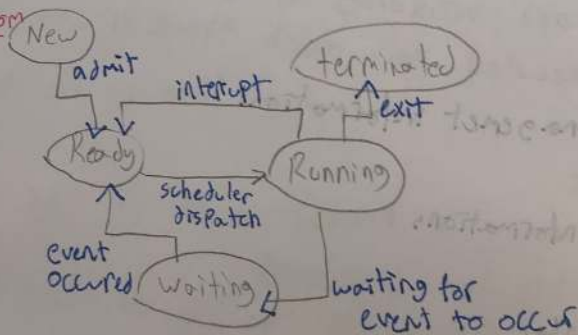 New
admit
terminated
interrupt
exit
Ready
Running
scheduler
dispatch
event
occured
waiting
waiting for
event to occur